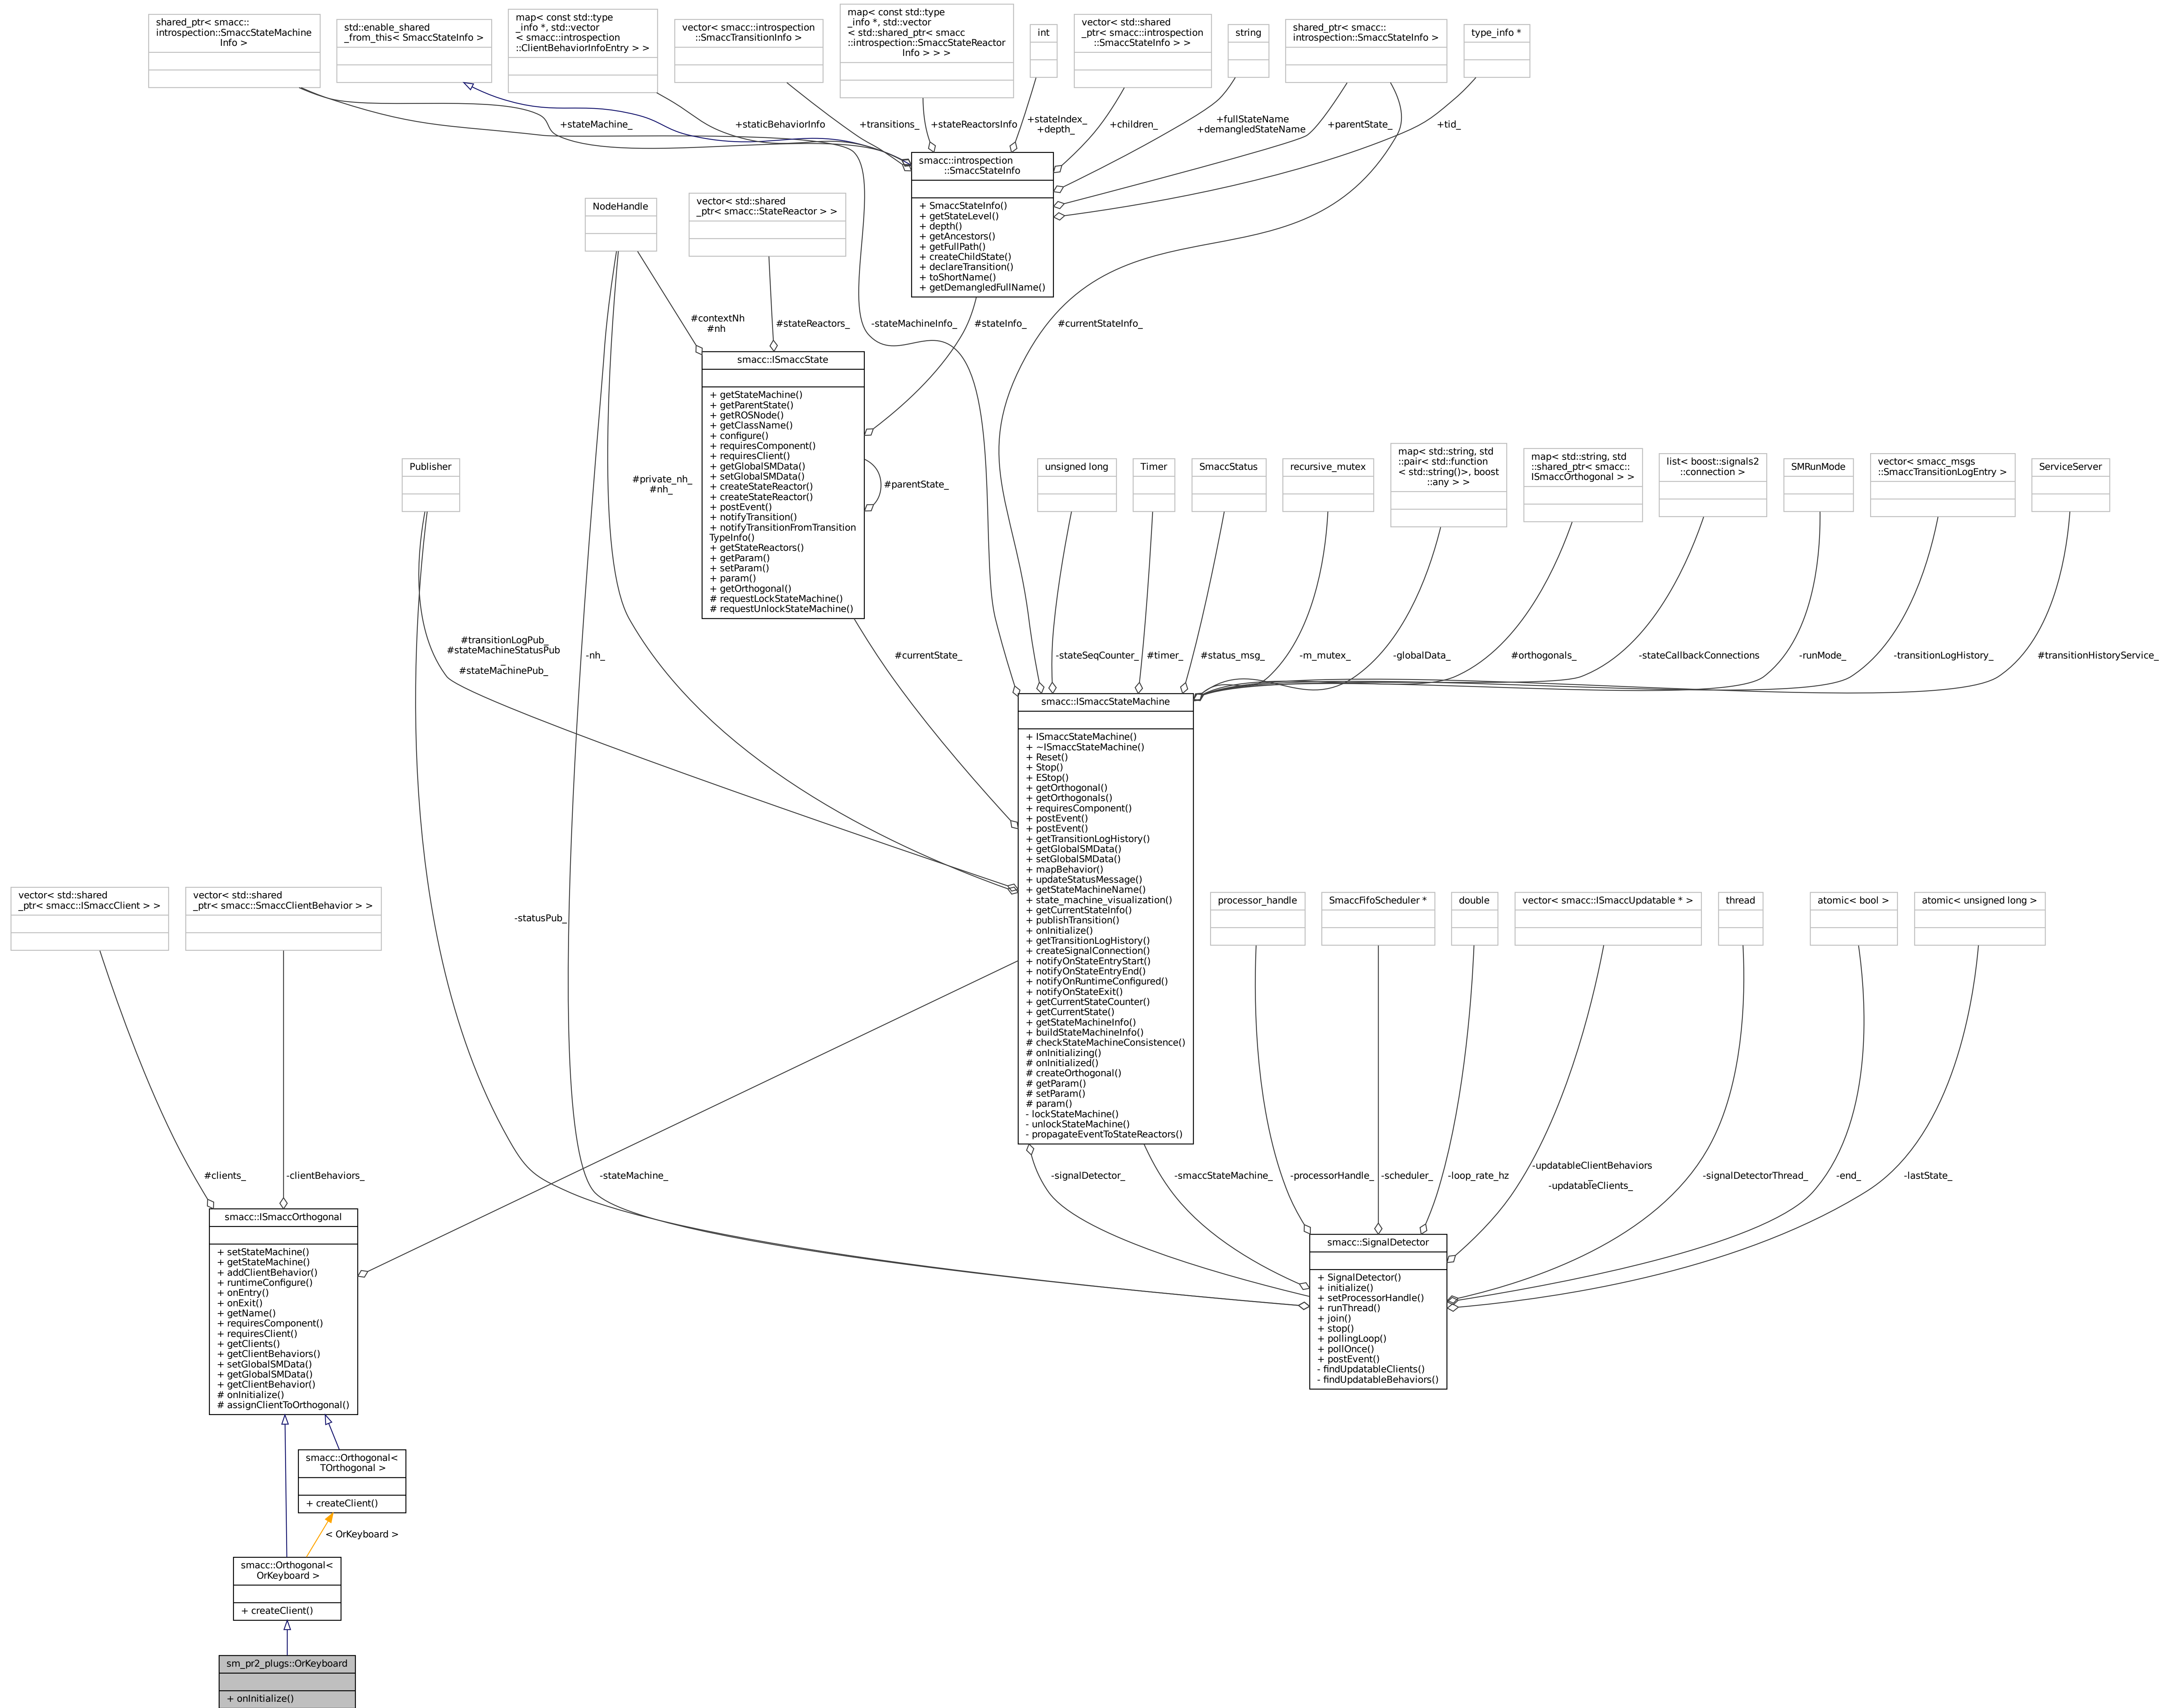 shared_ptr< smacc::
introspection::SmaccStateMachine
Info >
std::enable_shared
_from_this< SmaccStateInfo >
map< const std::type
_info *, std::vector
< smacc::introspection
::ClientBehaviorInfoEntry > >
vector< smacc::introspection
::SmaccTransitionInfo >
map< const std::type
_info *, std::vector
< std::shared_ptr< smacc
::introspection::SmaccStateReactor
Info > > >
int
vector< std::shared
_ptr< smacc::introspection
::SmaccStateInfo > >
string
shared_ptr< smacc::
introspection::SmaccStateInfo >
type_info *
+stateMachine_
+staticBehaviorInfo
+transitions_
+stateReactorsInfo
+stateIndex_
+depth_
+children_
+fullStateName
+demangledStateName
+parentState_
+tid_
smacc::introspection
::SmaccStateInfo
+ SmaccStateInfo()
+ getStateLevel()
+ depth()
+ getAncestors()
+ getFullPath()
+ createChildState()
+ declareTransition()
+ toShortName()
+ getDemangledFullName()
NodeHandle
vector< std::shared
_ptr< smacc::StateReactor > >
#contextNh
#nh
#stateReactors_
-stateMachineInfo_
#stateInfo_
#currentStateInfo_
smacc::ISmaccState
+ getStateMachine()
+ getParentState()
+ getROSNode()
+ getClassName()
+ configure()
+ requiresComponent()
+ requiresClient()
+ getGlobalSMData()
+ setGlobalSMData()
+ createStateReactor()
+ createStateReactor()
+ postEvent()
+ notifyTransition()
+ notifyTransitionFromTransition
TypeInfo()
+ getStateReactors()
+ getParam()
+ setParam()
+ param()
+ getOrthogonal()
# requestLockStateMachine()
# requestUnlockStateMachine()
#parentState_
#private_nh_
#nh_
Publisher
unsigned long
Timer
SmaccStatus
recursive_mutex
map< std::string, std
::pair< std::function
< std::string()>, boost
::any > >
map< std::string, std
::shared_ptr< smacc::
ISmaccOrthogonal > >
list< boost::signals2
::connection >
SMRunMode
vector< smacc_msgs
::SmaccTransitionLogEntry >
ServiceServer
#transitionLogPub_
#stateMachineStatusPub
_
#stateMachinePub_
-nh_
#currentState_
-stateSeqCounter_
#timer_
#status_msg_
-m_mutex_
-globalData_
#orthogonals_
-stateCallbackConnections
-runMode_
-transitionLogHistory_
#transitionHistoryService_
smacc::ISmaccStateMachine
+ ISmaccStateMachine()
+ ~ISmaccStateMachine()
+ Reset()
+ Stop()
+ EStop()
+ getOrthogonal()
+ getOrthogonals()
+ requiresComponent()
+ postEvent()
+ postEvent()
+ getTransitionLogHistory()
+ getGlobalSMData()
+ setGlobalSMData()
+ mapBehavior()
+ updateStatusMessage()
+ getStateMachineName()
+ state_machine_visualization()
+ getCurrentStateInfo()
+ publishTransition()
+ onInitialize()
+ getTransitionLogHistory()
+ createSignalConnection()
+ notifyOnStateEntryStart()
+ notifyOnStateEntryEnd()
+ notifyOnRuntimeConfigured()
+ notifyOnStateExit()
+ getCurrentStateCounter()
+ getCurrentState()
+ getStateMachineInfo()
+ buildStateMachineInfo()
# checkStateMachineConsistence()
# onInitializing()
# onInitialized()
# createOrthogonal()
# getParam()
# setParam()
# param()
- lockStateMachine()
- unlockStateMachine()
- propagateEventToStateReactors()
vector< std::shared
_ptr< smacc::ISmaccClient > >
vector< std::shared
_ptr< smacc::SmaccClientBehavior > >
-statusPub_
processor_handle
SmaccFifoScheduler *
double
vector< smacc::ISmaccUpdatable * >
thread
atomic< bool >
atomic< unsigned long >
#clients_
-clientBehaviors_
-stateMachine_
-signalDetector_
-smaccStateMachine_
-processorHandle_
-scheduler_
-loop_rate_hz
-updatableClientBehaviors
_
-updatableClients_
-signalDetectorThread_
-end_
-lastState_
smacc::ISmaccOrthogonal
+ setStateMachine()
+ getStateMachine()
+ addClientBehavior()
+ runtimeConfigure()
+ onEntry()
+ onExit()
+ getName()
+ requiresComponent()
+ requiresClient()
+ getClients()
+ getClientBehaviors()
+ setGlobalSMData()
+ getGlobalSMData()
+ getClientBehavior()
# onInitialize()
# assignClientToOrthogonal()
smacc::SignalDetector
+ SignalDetector()
+ initialize()
+ setProcessorHandle()
+ runThread()
+ join()
+ stop()
+ pollingLoop()
+ pollOnce()
+ postEvent()
- findUpdatableClients()
- findUpdatableBehaviors()
smacc::Orthogonal<
TOrthogonal >
+ createClient()
< OrKeyboard >
smacc::Orthogonal<
OrKeyboard >
+ createClient()
sm_pr2_plugs::OrKeyboard
+ onInitialize()